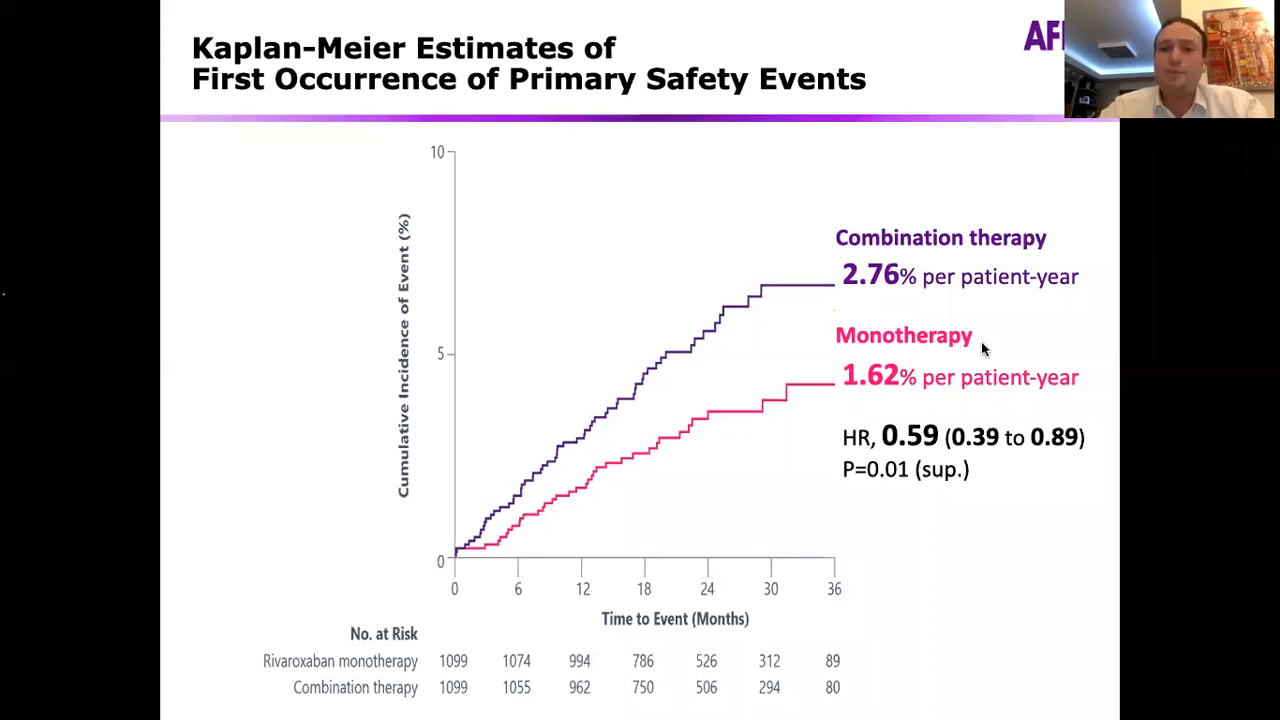 Kaplan-Meier Estimates of
First Occurrence of Primary Safety Events
AFI
Cumulative Incidence of Event (%)
10
5
0
0 6 12 18 24 30 36
Time to Event (Months)
Combination therapy
2.76% per patient-year
Monotherapy
1.62% per patient-year
HR, 0.59 (0.39 to 0.89)
P=0.01 (sup.)
No. at Risk
Rivaroxaban monotherapy 1099 1074 994 786 526 312 89
Combination therapy 1099 1055 962 750 506 294 80